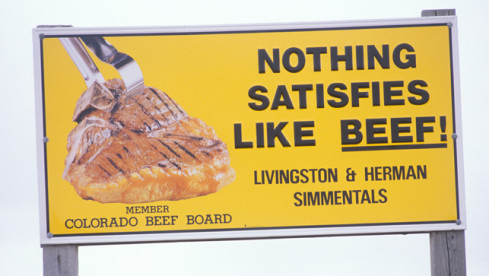 NOTHING
SATISFIES
LIKE BEEF!
LIVINGSTON & HERMAN
SIMMENTALS
MEMBER
COLORADO BEEF BOARD